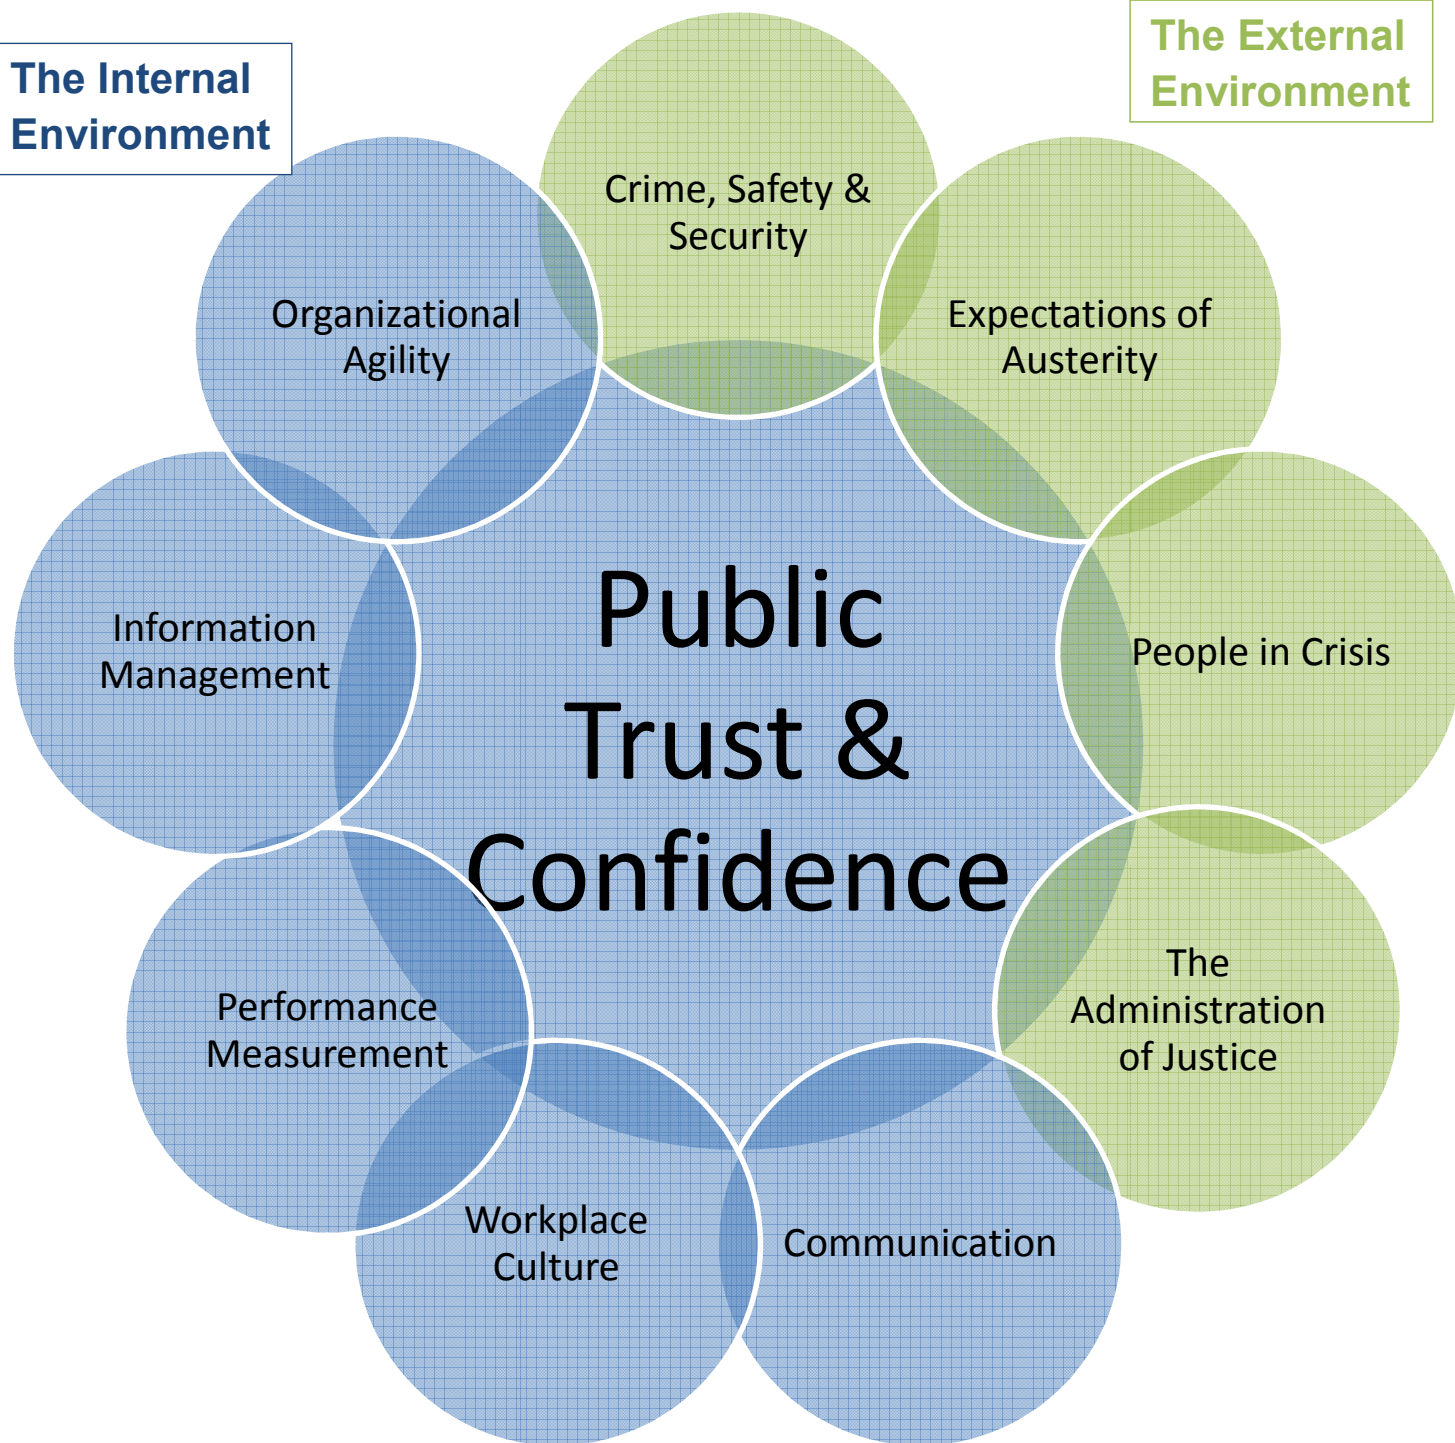 The Internal
Environment
The External
Environment
Crime, Safety &
Security
Expectations of
Austerity
People in Crisis
The
Administration
of Justice
Communication
Workplace
Culture
Performance
Measurement
Information
Management
Organizational
Agility
Public
Trust &
Confidence